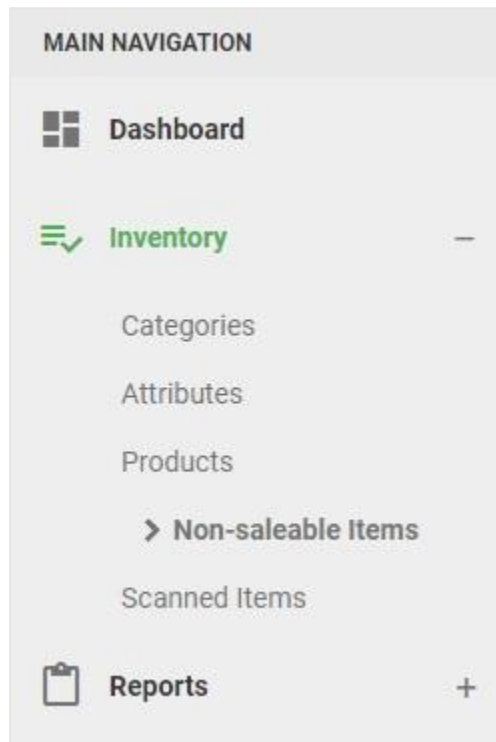 MAIN NAVIGATION
Dashboard
Inventory
Categories
Attributes
Products
Non-saleable Items
Scanned Items
Reports